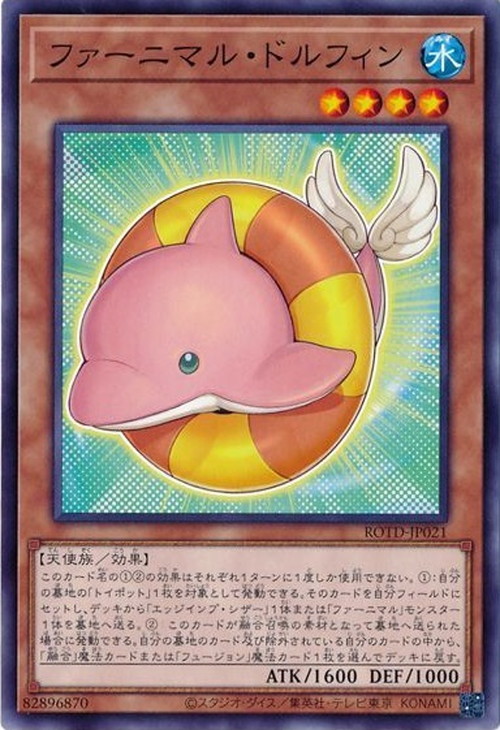 ファーニマル・ドルフィン
水
ROTD-JP021
【天使族／効果】
このカード名の①②の効果はそれぞれ1ターンに1度しか使用できない。①：自分
の墓地の「トイポット」1枚を対象として発動できる。そのカードを自分フィールドに
セットし、デッキから「エッジインプ・シザー」1体または「ファーニマル」モンスター
1体を墓地へ送る。②：このカードが融合召喚の素材となって墓地へ送られた
場合に発動できる。自分の墓地のカード及び除外されている自分のカードの中から、
「融合」魔法カードまたは「フュージョン」魔法カード1枚を選んでデッキに戻す。
ATK/1600 DEF/1000
82896870
©スタジオ・ダイス／集英社・テレビ東京 KONAMI